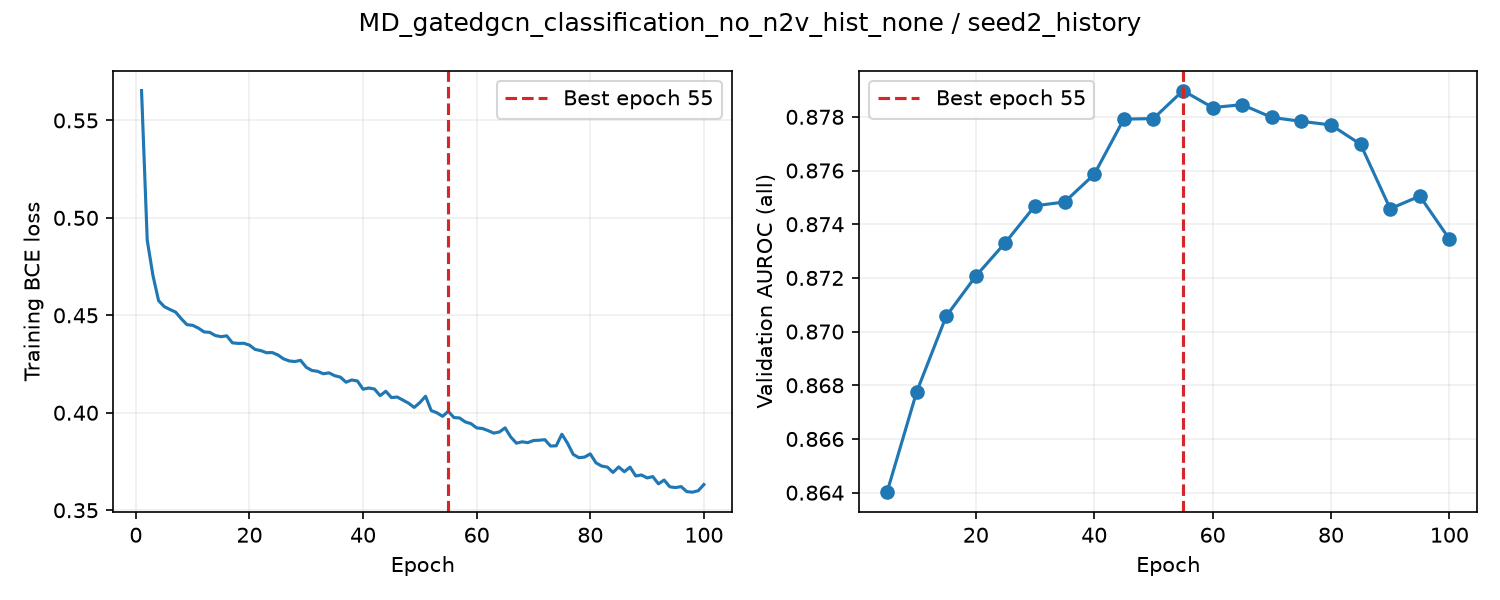 MD_gatedgcn_classification_no_n2v_hist_none / seed2_history
Best epoch 55
Training BCE loss
0.55
0.50
0.45
0.40
0.35
0 20 40 60 80 100
Epoch
Best epoch 55
Validation AUROC (all)
0.878
0.876
0.874
0.872
0.870
0.868
0.866
0.864
20 40 60 80 100
Epoch